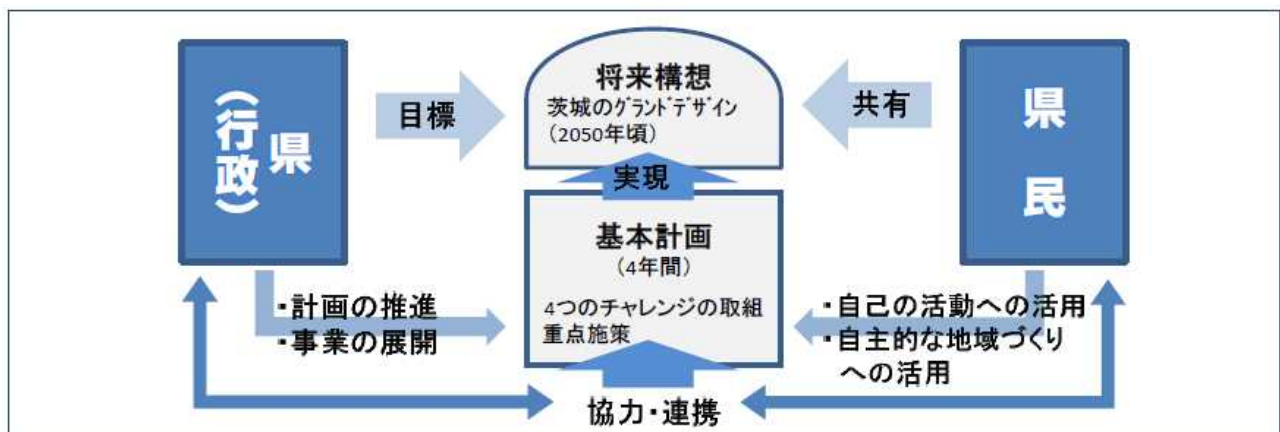 県
(行政)
目標
将来構想
茨城のグランドデザイン
(2050年頃)
共有
県
民
実現
基本計画
(4年間)
4つのチャレンジの取組
重点施策
・計画の推進
・事業の展開
・自己の活動への活用
・自主的な地域づくり
への活用
協力・連携